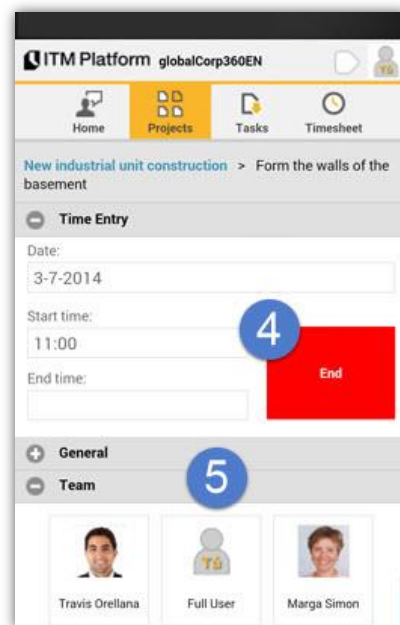 ITM Platform globalCorp360EN
Tú
Home Projects Tasks Timesheet
New industrial unit construction > Form the walls of the
basement
Time Entry
Date:
3-7-2014
Start time:
4
11:00
End
End time:
General
5
Team
Tú
Travis Orellana Full User Marga Simon